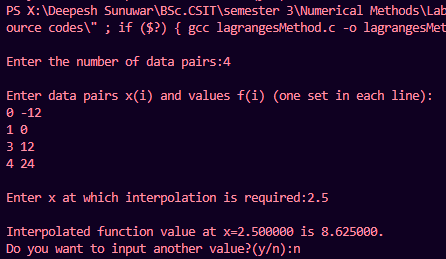 PS X:\Deepesh Sunuwar\BSc.CSIT\semester 3\Numerical Methods\Lab
ource codes\" ; if ($?) { gcc lagrangesMethod.c -o lagrangesMet
Enter the number of data pairs:4
Enter data pairs x(i) and values f(i) (one set in each line):
0 -12
1 0
3 12
4 24
Enter x at which interpolation is required:2.5
Interpolated function value at x=2.500000 is 8.625000.
Do you want to input another value?(y/n):n